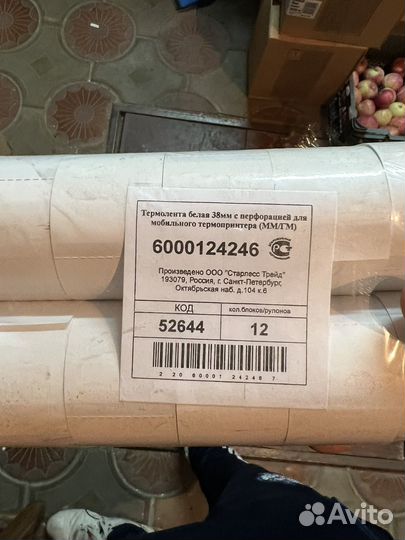 Термолента белая 38мм с перфорацией для
мобильного термопринтера (ММ/ГМ)
6000124246
Произведено ООО "Старлесс Трейд"
193079, Россия, г. Санкт-Петербург,
Октябрьская наб. д.104 к.6
КОД
кол.блоков/рулонов
52644
12
2 20 60001 24246 7
Avito